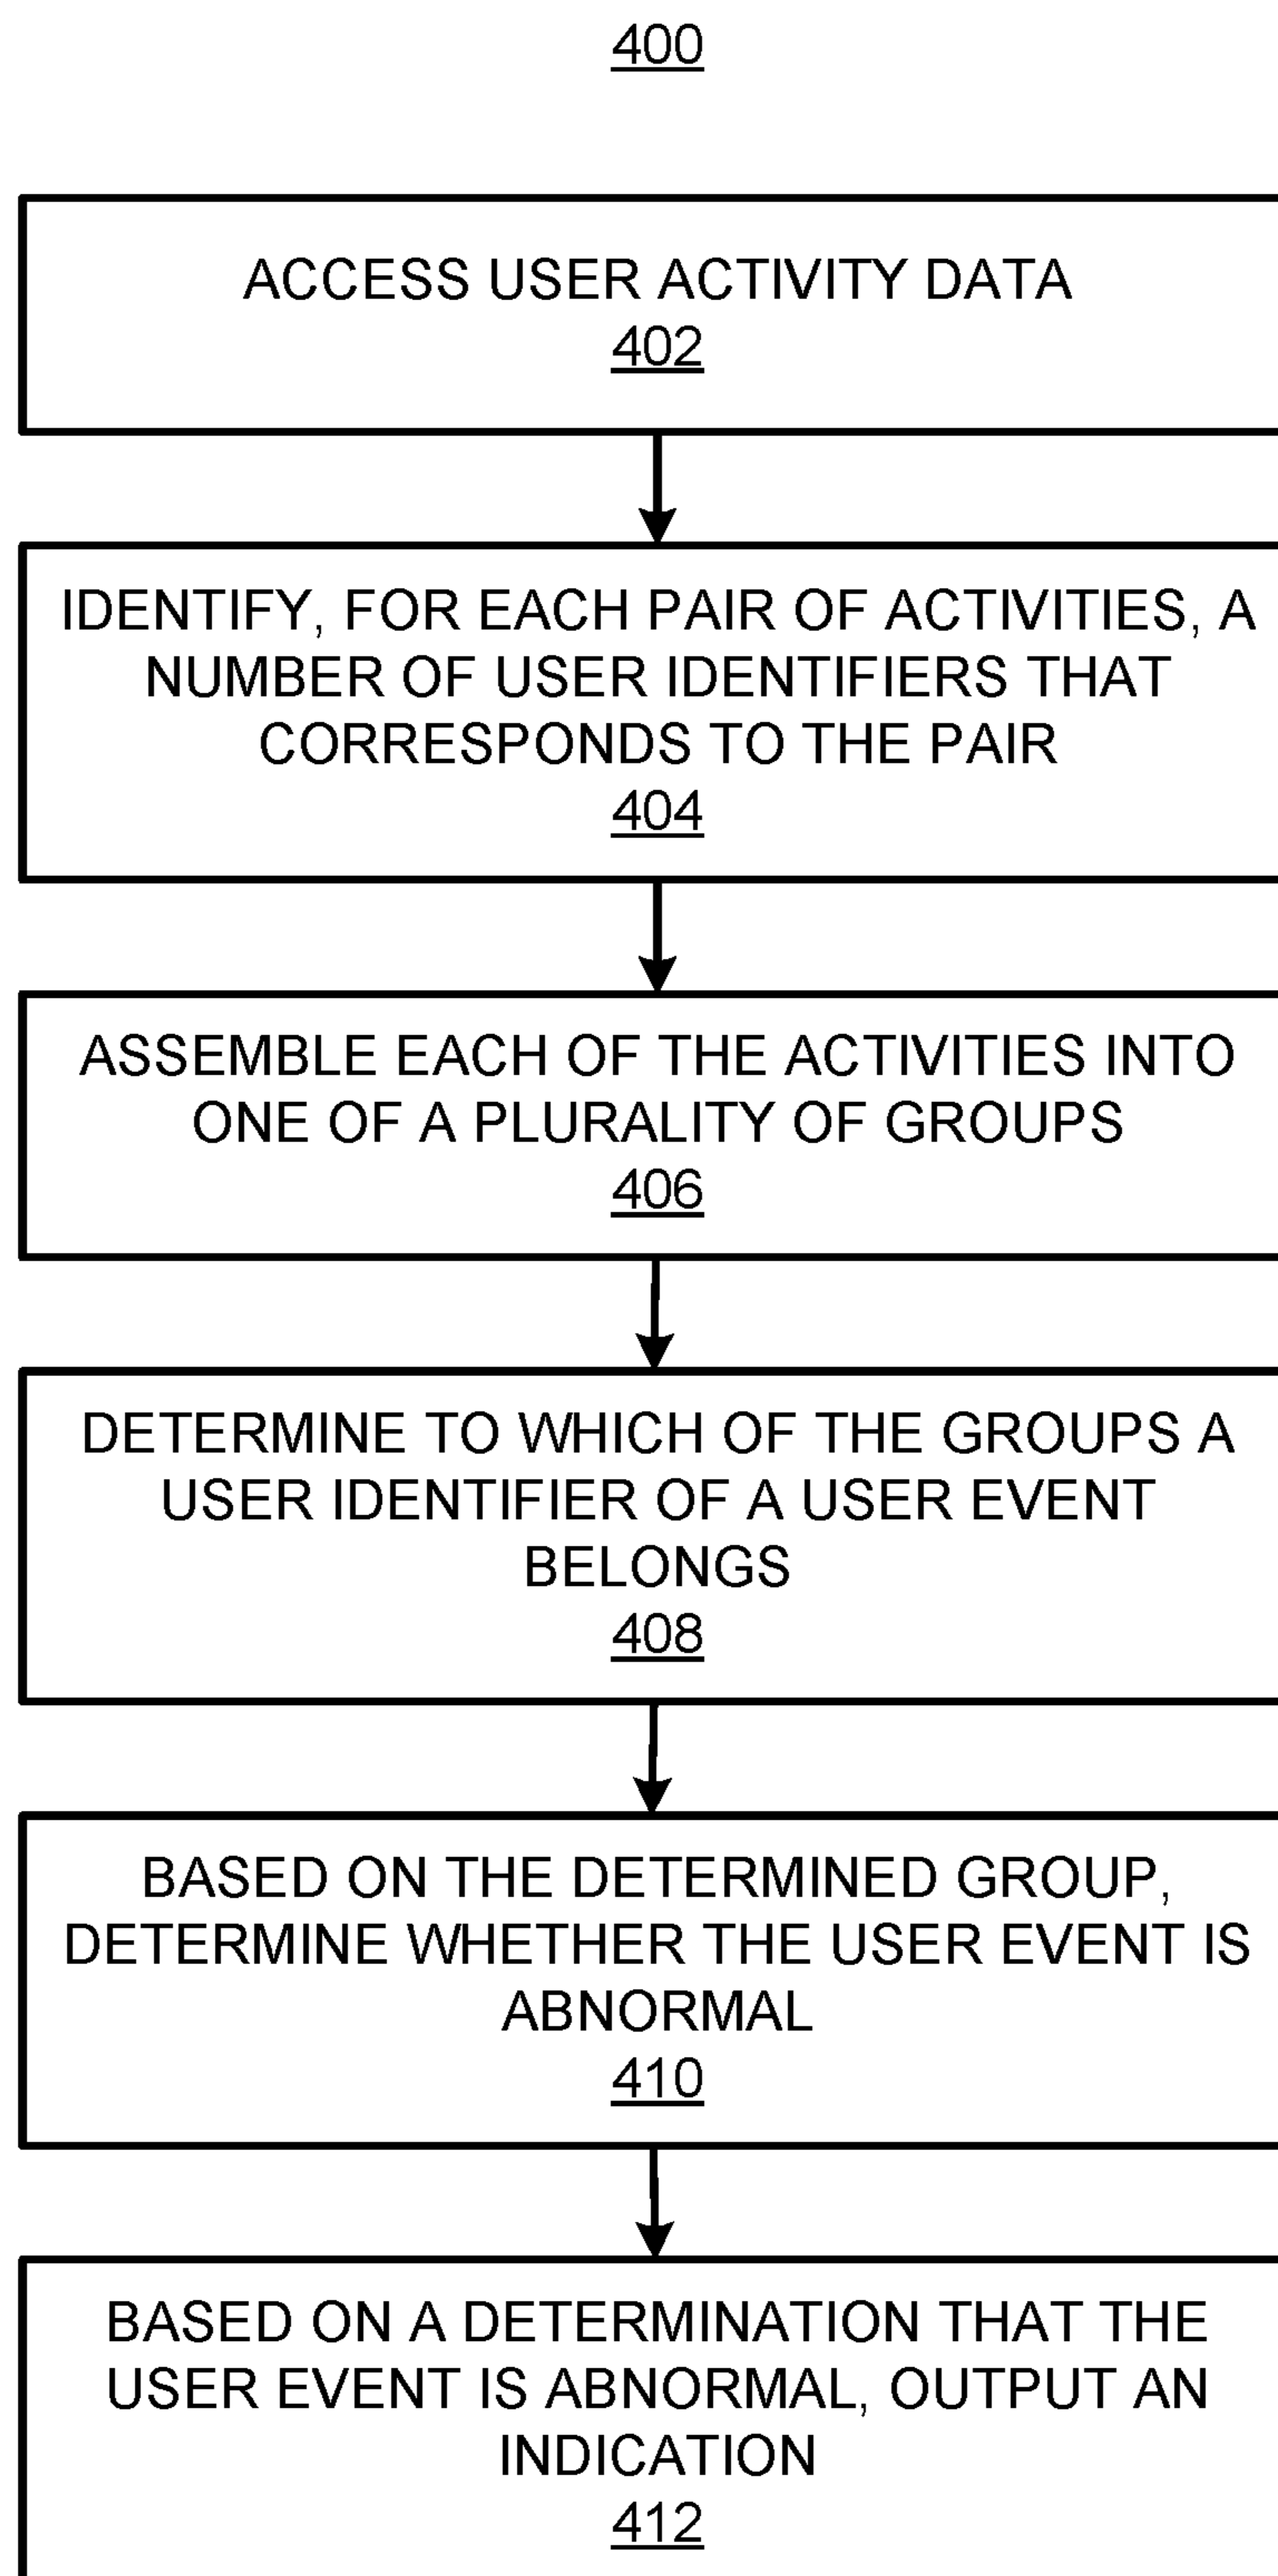 400
ACCESS USER ACTIVITY DATA
402
IDENTIFY, FOR EACH PAIR OF ACTIVITIES, A
NUMBER OF USER IDENTIFIERS THAT
CORRESPONDS TO THE PAIR
404
ASSEMBLE EACH OF THE ACTIVITIES INTO
ONE OF A PLURALITY OF GROUPS
406
DETERMINE TO WHICH OF THE GROUPS A
USER IDENTIFIER OF A USER EVENT
BELONGS
408
BASED ON THE DETERMINED GROUP,
DETERMINE WHETHER THE USER EVENT IS
ABNORMAL
410
BASED ON A DETERMINATION THAT THE
USER EVENT IS ABNORMAL, OUTPUT AN
INDICATION
412